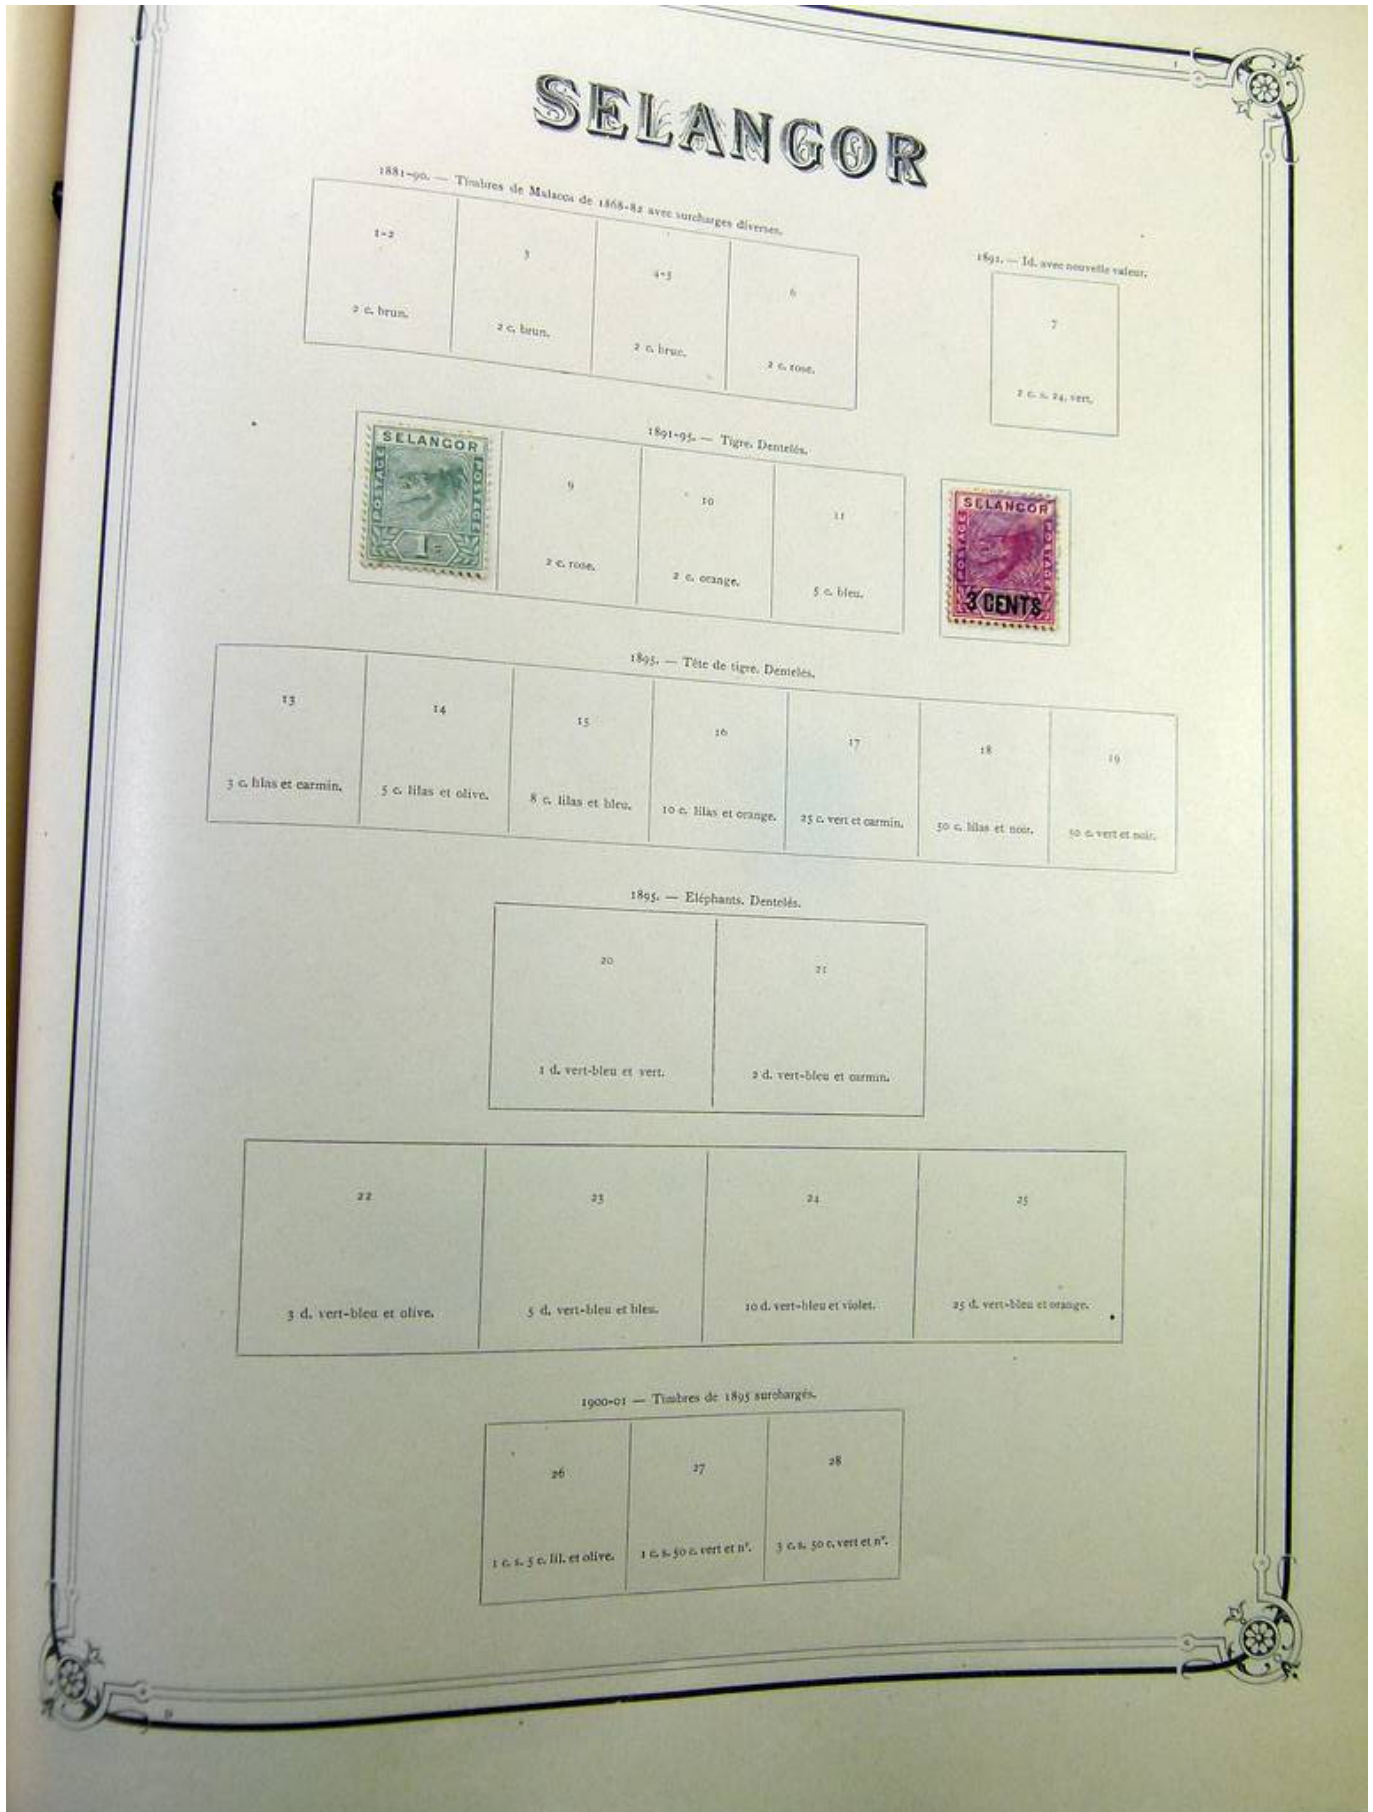 SELANGOR
1881-90. — Timbres de Malacca de 1868-82 avec surcharges diverses.
1-2
3
4-5
6
2 c. brun.
2 c. brun.
2 c. brun.
2 c. rose.
1891. — Id. avec nouvelle valeur.
7
2 c. s. 24, vert.
1891-95. — Tigre. Dentelés.
SELANGOR
POSTAGE
POSTAGE
1c
9
10
11
2 c. rose.
2 c. orange.
5 c. bleu.
SELANGOR
POSTAGE
POSTAGE
3 CENTS
1895. — Tête de tigre. Dentelés.
13
14
15
16
17
18
19
3 c. lilas et carmin.
5 c. lilas et olive.
8 c. lilas et bleu.
10 c. lilas et orange.
25 c. vert et carmin.
50 c. lilas et noir.
50 c. vert et noir.
1895. — Eléphants. Dentelés.
20
21
1 d. vert-bleu et vert.
2 d. vert-bleu et carmin.
22
23
24
25
3 d. vert-bleu et olive.
5 d. vert-bleu et bleu.
10 d. vert-bleu et violet.
25 d. vert-bleu et orange.
1900-01 — Timbres de 1895 surchargés.
26
27
28
1 c. s. 5 c. lil. et olive.
1 c. s. 50 c. vert et nr.
3 c. s. 50 c. vert et nr.